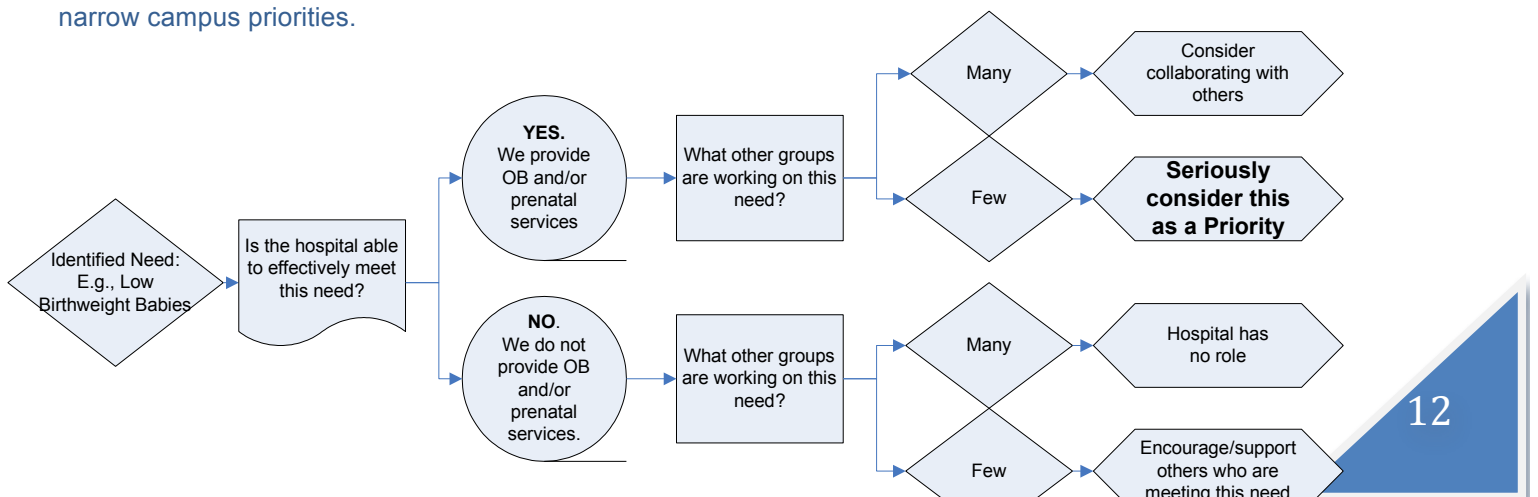 narrow campus priorities.
Identified Need:
E.g., Low
Birthweight Babies
Is the hospital able
to effectively meet
this need?
YES.
We provide
OB and/or
prenatal
services
What other groups
are working on this
need?
Many
Consider
collaborating with
others
Few
Seriously
consider this
as a Priority
NO.
We do not
provide OB
and/or
prenatal
services.
What other groups
are working on this
need?
Many
Hospital has
no role
Few
Encourage/support
others who are
meeting this need
12